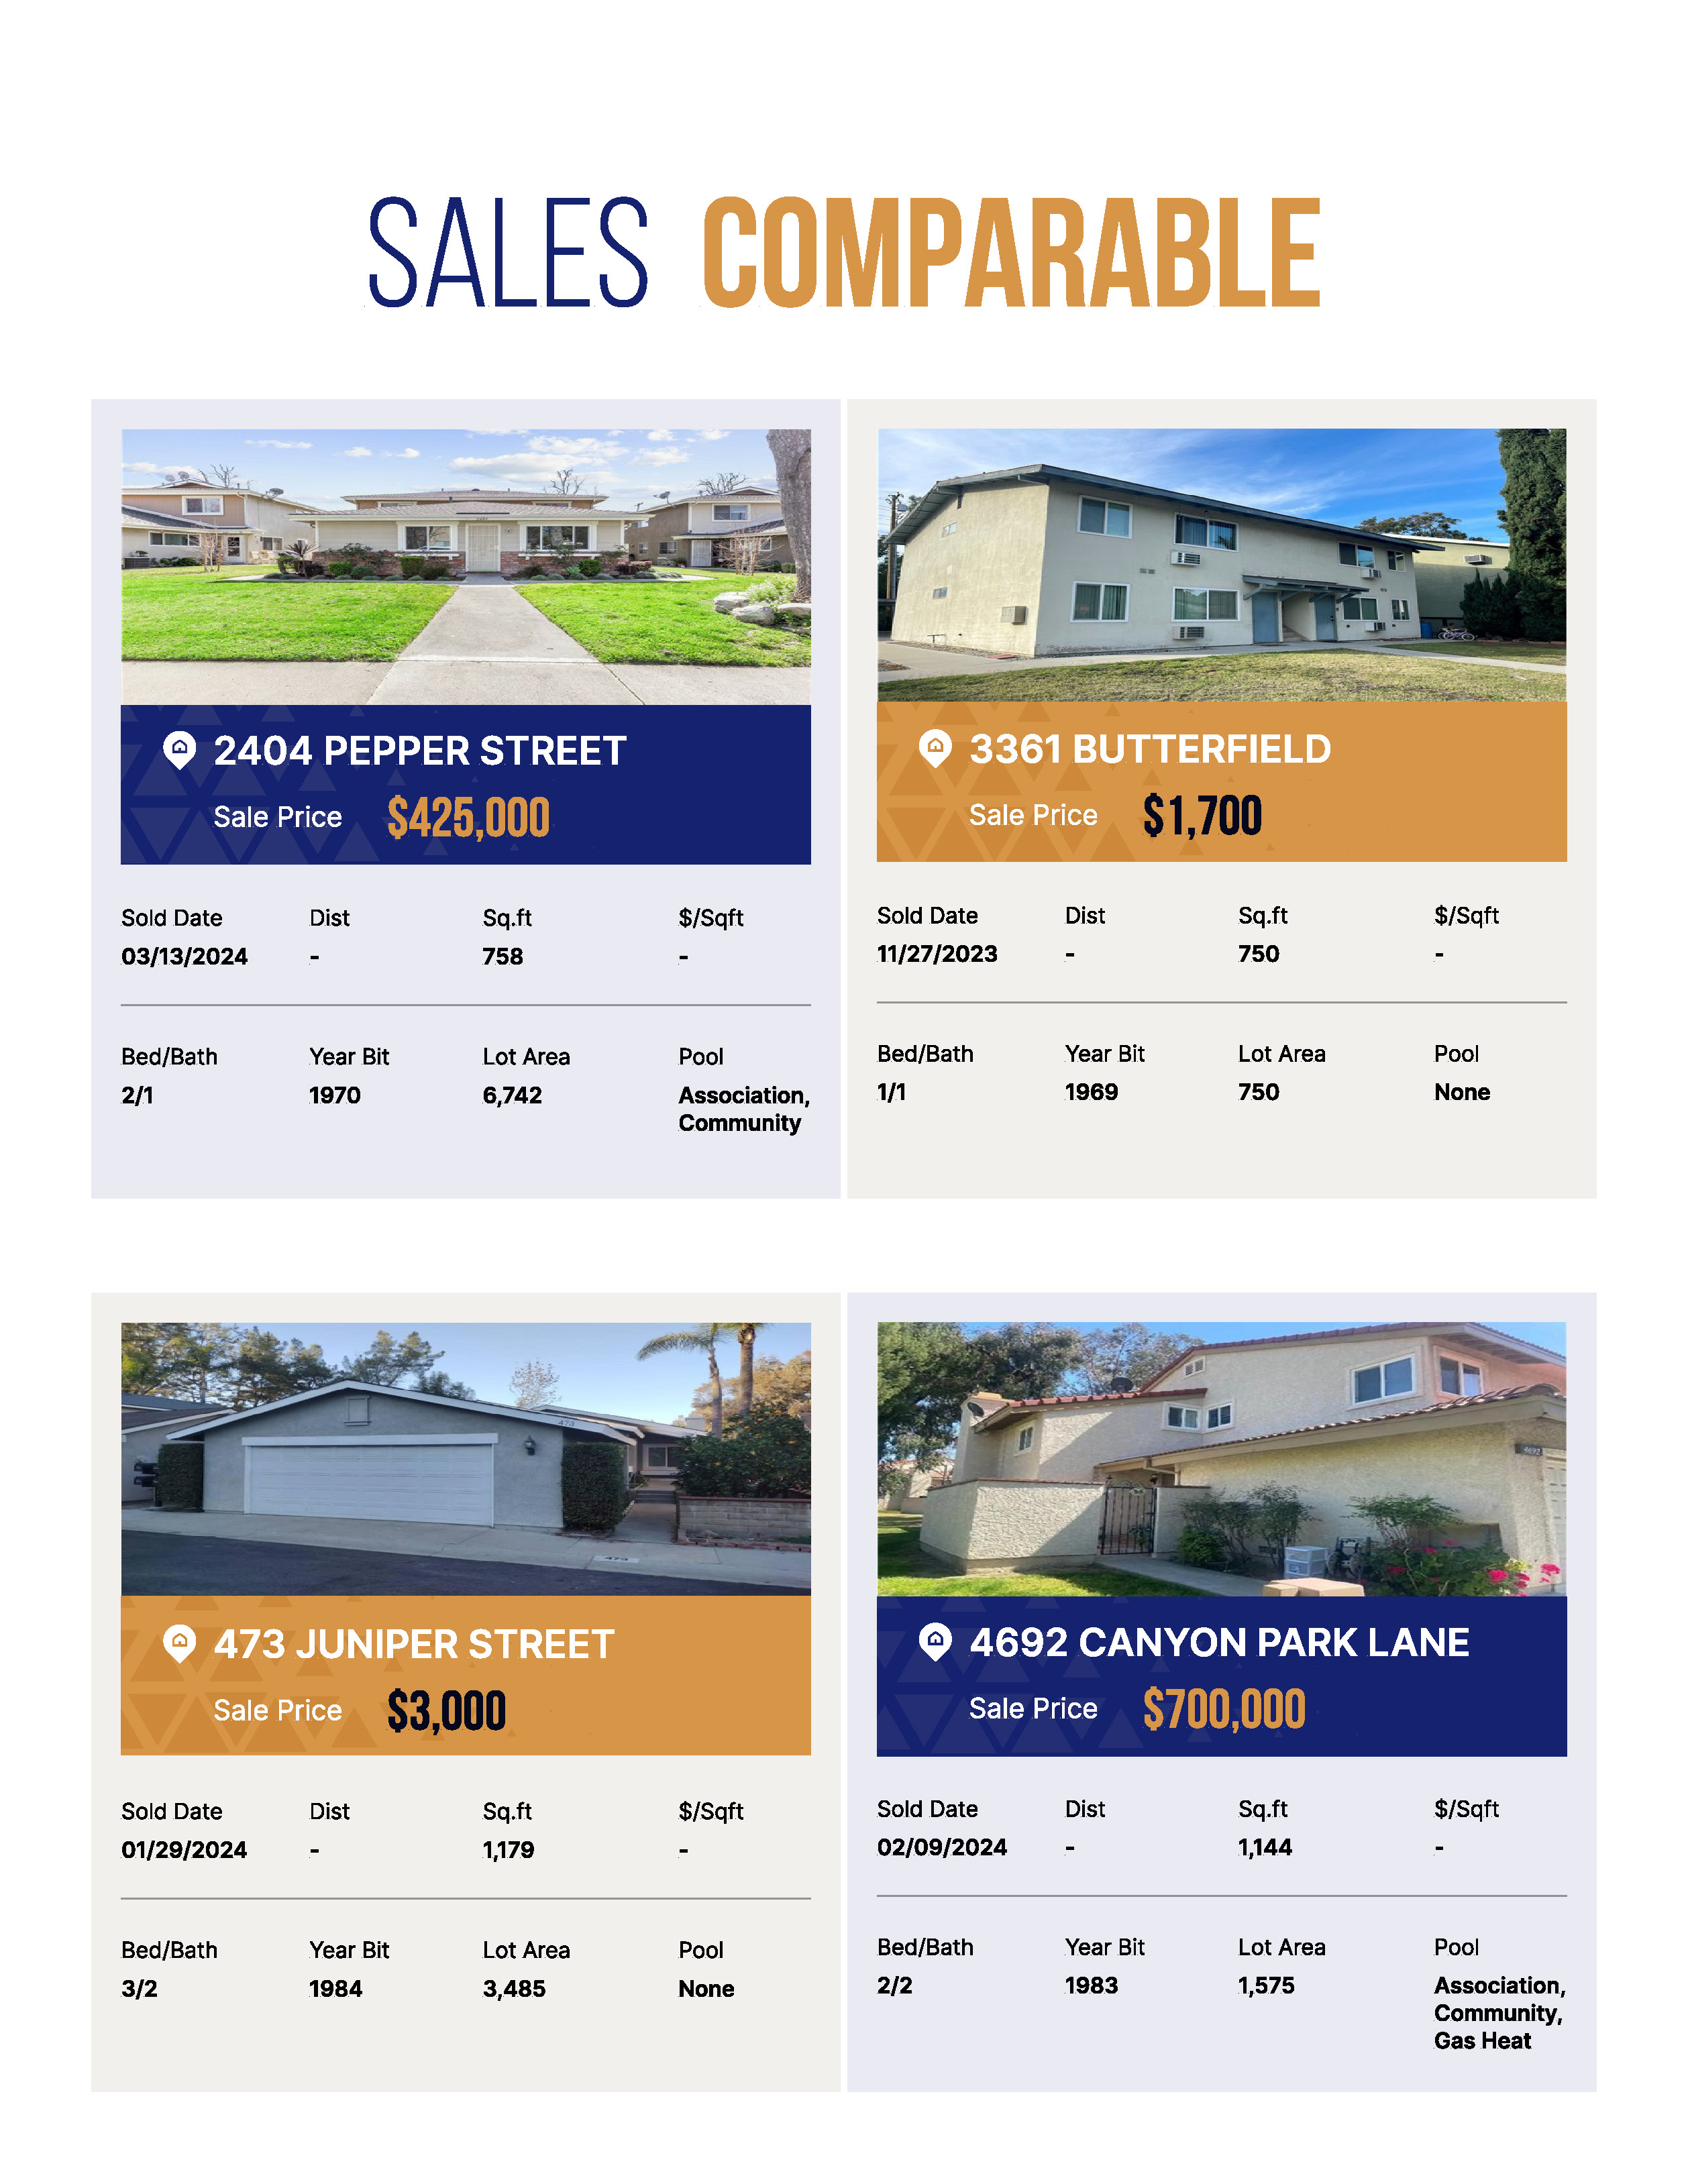 SALES COMPARABLE
2404 PEPPER STREET
Sale Price $425,000
Sold Date Dist Sq.ft $/Sqft
03/13/2024 - 758 -
Bed/Bath Year Bit Lot Area Pool
2/1 1970 6,742 Association,
Community
3361 BUTTERFIELD
Sale Price $1,700
Sold Date Dist Sq.ft $/Sqft
11/27/2023 - 750 -
Bed/Bath Year Bit Lot Area Pool
1/1 1969 750 None
473
473
473 JUNIPER STREET
Sale Price $3,000
Sold Date Dist Sq.ft $/Sqft
01/29/2024 - 1,179 -
Bed/Bath Year Bit Lot Area Pool
3/2 1984 3,485 None
4692
4692 CANYON PARK LANE
Sale Price $700,000
Sold Date Dist Sq.ft $/Sqft
02/09/2024 - 1,144 -
Bed/Bath Year Bit Lot Area Pool
2/2 1983 1,575 Association,
Community,
Gas Heat